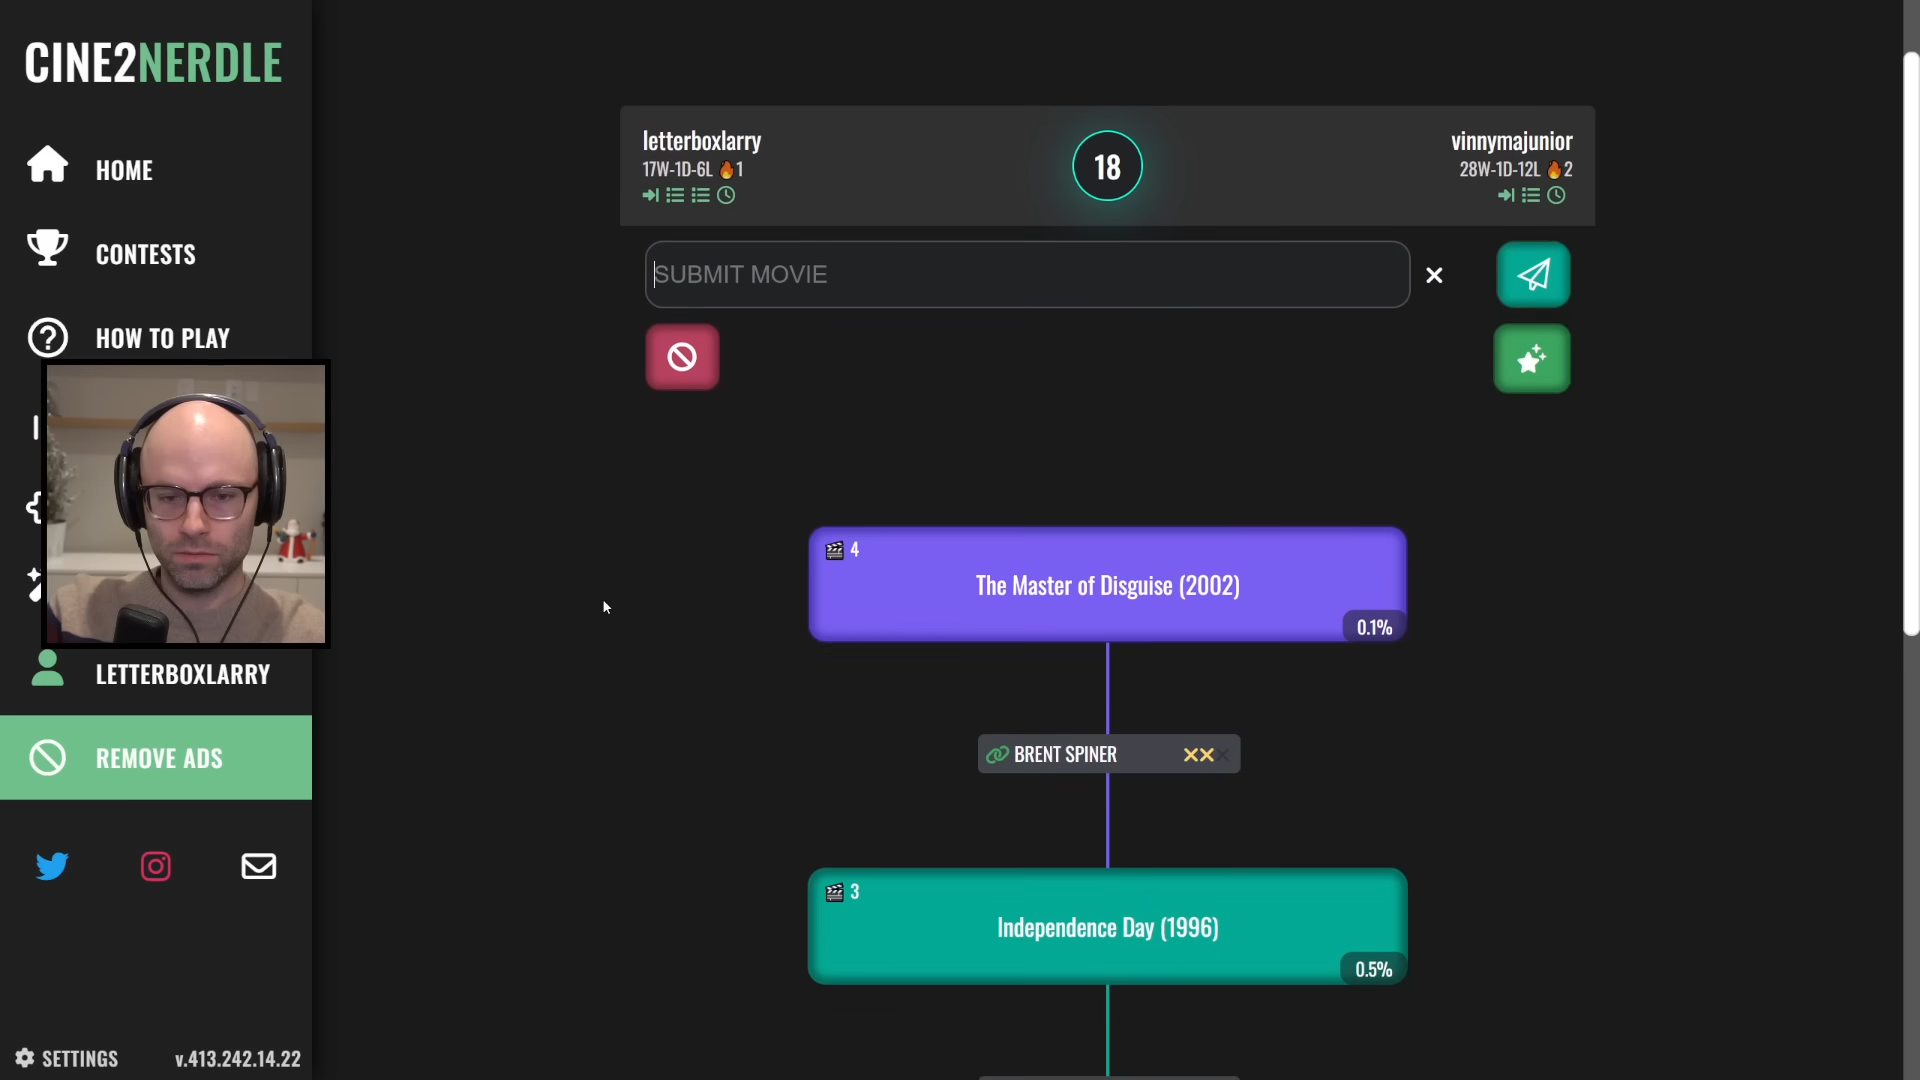 CINE2NERDLE
HOME
CONTESTS
HOW TO PLAY
LETTERBOXLARRY
REMOVE ADS
SETTINGS
v.413.242.14.22
letterboxlarry
17W-1D-6L 🔥1
18
vinnymajunior
28W-1D-12L 🔥2
SUBMIT MOVIE
4
The Master of Disguise (2002)
0.1%
BRENT SPINER
3
Independence Day (1996)
0.5%